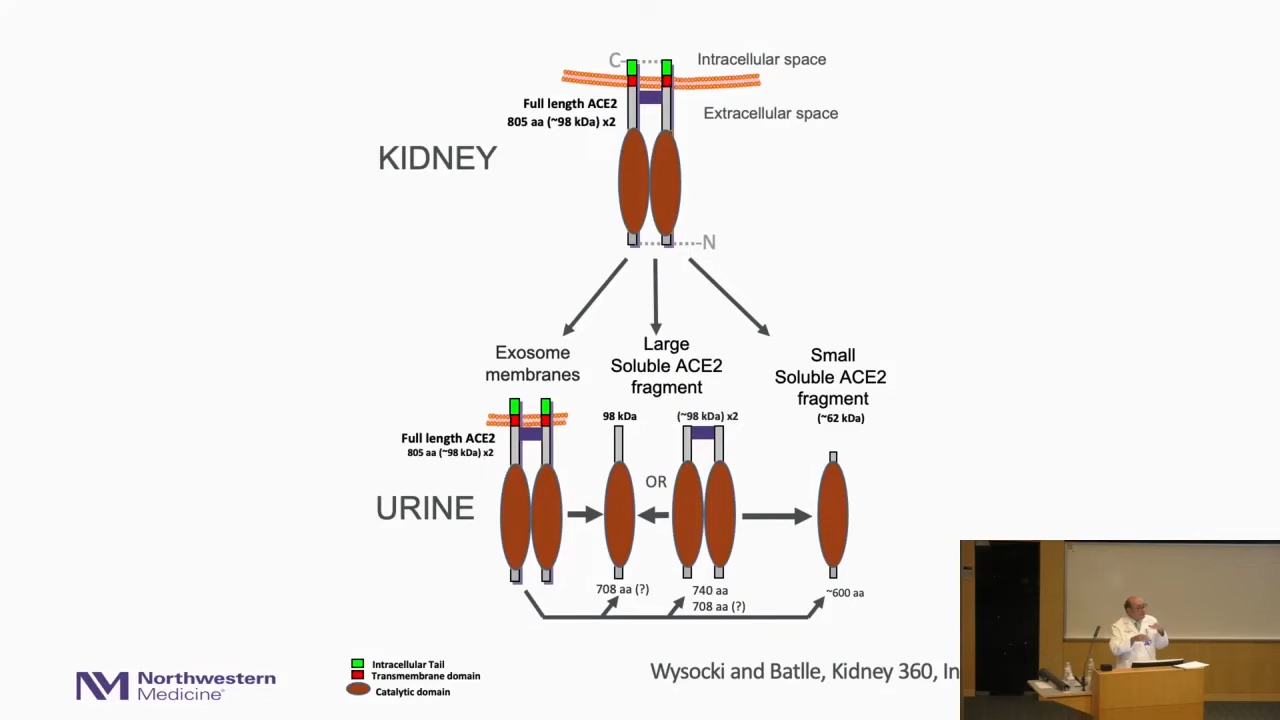 C
Intracellular space
Full length ACE2
805 aa (~98 kDa) x2
Extracellular space
KIDNEY
-N
Exosome
membranes
Large
Soluble ACE2
fragment
Small
Soluble ACE2
fragment
(~62 kDa)
98 kDa
(~98 kDa) x2
Full length ACE2
805 aa (~98 kDa) x2
OR
URINE
708 aa (?)
740 aa
708 aa (?)
~600 aa
Intracellular Tail
Transmembrane domain
Catalytic domain
NM Northwestern
Medicine®
Wysocki and Batlle, Kidney 360, In